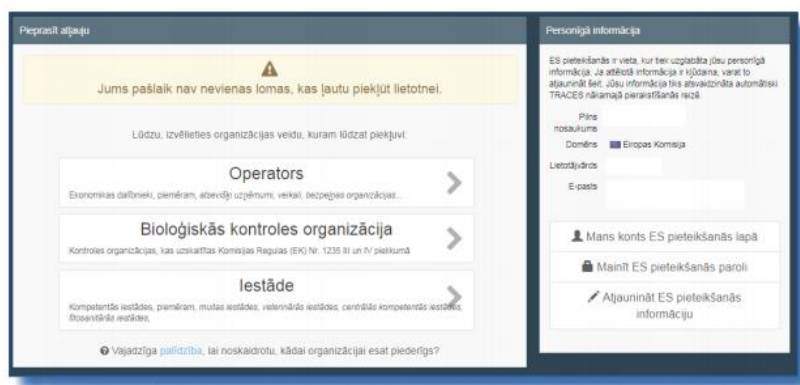 Pieprasīt atļauju
Jums pašlaik nav nevienas lomas, kas ļautu piekļūt lietotnei.
Lūdzu, izvēlieties organizācijas veidu, kuram lūdzat piekļuvi:
Operators
Ekonomikas dalībnieki, piemēram, atsevišķi uzņēmumi, veikali, bezpeļņas organizācijas...
Bioloģiskās kontroles organizācija
Kontroles organizācijas, kas uzskaitītas Komisijas Regulas (EK) Nr. 1235 III un IV pielikumā
Iestāde
Kompetentās iestādes, piemēram, muitas iestādes, veterinārās iestādes, centrālās kompetentās iestādes,
fitosanitārās iestādes,
Vajadzīga palīdzība, lai noskaidrotu, kādai organizācijai esat piederīgs?
Personīgā informācija
ES pieteikšanās ir vieta, kur tiek uzglabāta jūsu personīgā
informācija. Ja attēlotā informācija ir kļūdaina, varat to
atjaunināt šeit. Jūsu informācija tiks atsvaidzināta automātiski
TRACES nākamajā pierakstīšanās reizē.
Pilns
nosaukums
Domēns Eiropas Komisija
Lietotājvārds
E-pasts
Mans konts ES pieteikšanās lapā
Mainīt ES pieteikšanās paroli
Atjaunināt ES pieteikšanās
informāciju